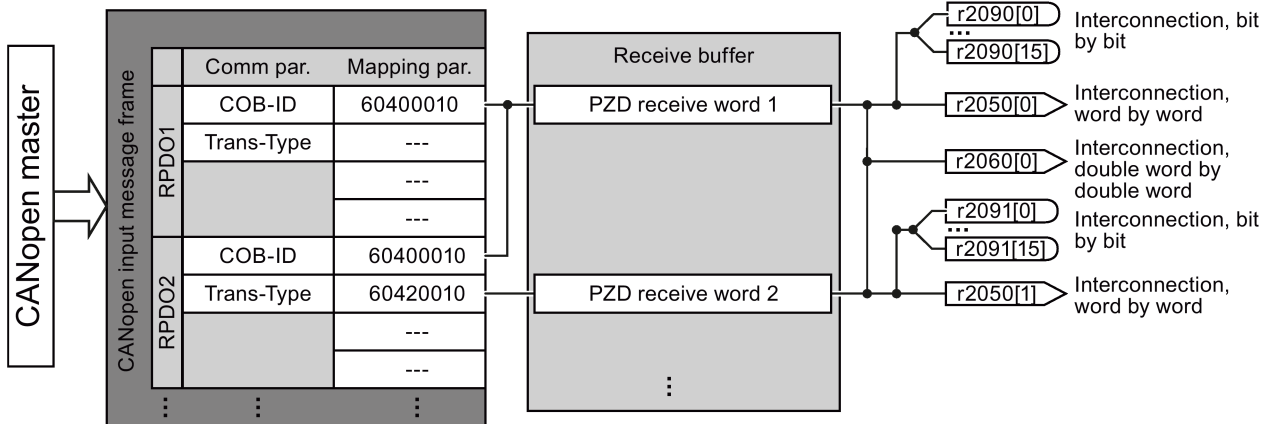 CANopen master
CANopen input message frame
Comm par.
Mapping par.
RPDO1
COB-ID
60400010
Trans-Type
---
---
---
RPDO2
COB-ID
60400010
Trans-Type
60420010
---
---
⋮
⋮
⋮
Receive buffer
PZD receive word 1
PZD receive word 2
⋮
r2090[0]
...
r2090[15]
Interconnection, bit
by bit
r2050[0]
Interconnection,
word by word
r2060[0]
Interconnection,
double word by
double word
r2091[0]
...
r2091[15]
Interconnection, bit
by bit
r2050[1]
Interconnection,
word by word